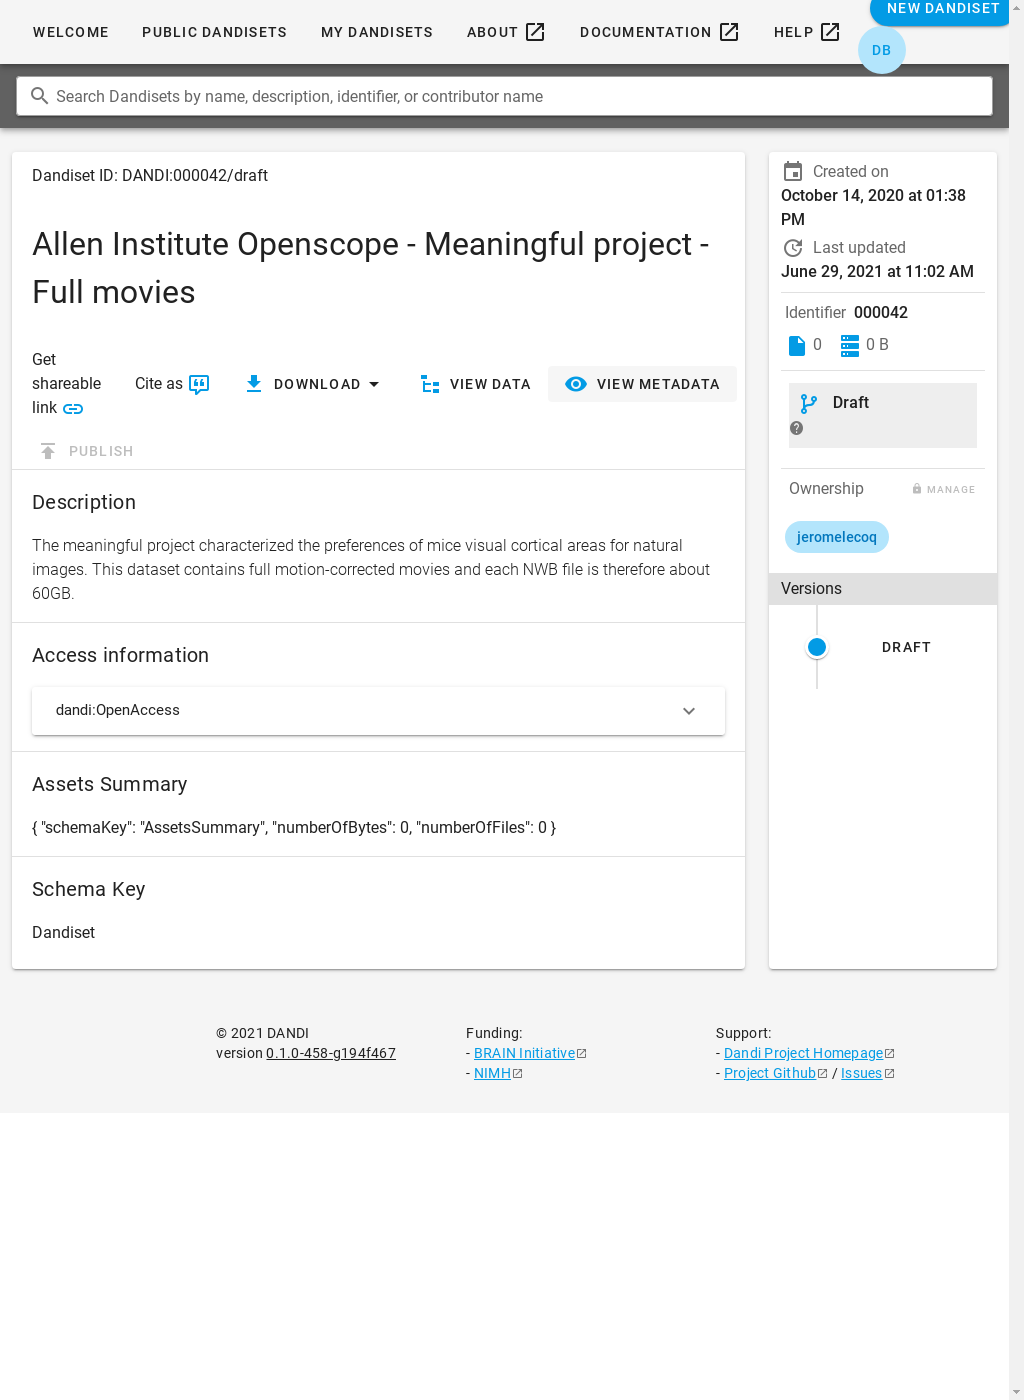 WELCOME
PUBLIC DANDISETS
MY DANDISETS
ABOUT
DOCUMENTATION
HELP
NEW DANDISET
DB
Search Dandisets by name, description, identifier, or contributor name
Dandiset ID: DANDI:000042/draft
Allen Institute Openscope - Meaningful project -
Full movies
Get
shareable
link
Cite as
DOWNLOAD
VIEW DATA
VIEW METADATA
PUBLISH
Description
The meaningful project characterized the preferences of mice visual cortical areas for natural
images. This dataset contains full motion-corrected movies and each NWB file is therefore about
60GB.
Access information
dandi:OpenAccess
Assets Summary
{ "schemaKey": "AssetsSummary", "numberOfBytes": 0, "numberOfFiles": 0 }
Schema Key
Dandiset
Created on
October 14, 2020 at 01:38
PM
Last updated
June 29, 2021 at 11:02 AM
Identifier 000042
0
0 B
Draft
Ownership
MANAGE
jeromelecoq
Versions
DRAFT
© 2021 DANDI
version 0.1.0-458-g194f467
Funding:
- BRAIN Initiative
- NIMH
Support:
- Dandi Project Homepage
- Project Github / Issues